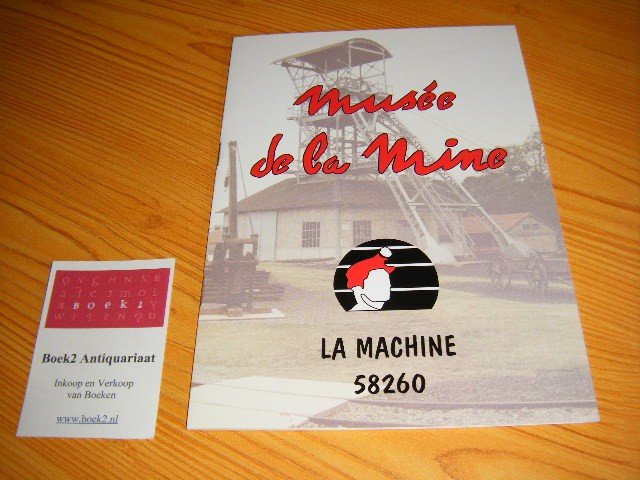 Musée
de la Mine
LA MACHINE
58260
Q V G H N X B
BOEK2
Boek2 Antiquariaat
Inkoop en Verkoop
van Boeken
www.boek2.nl